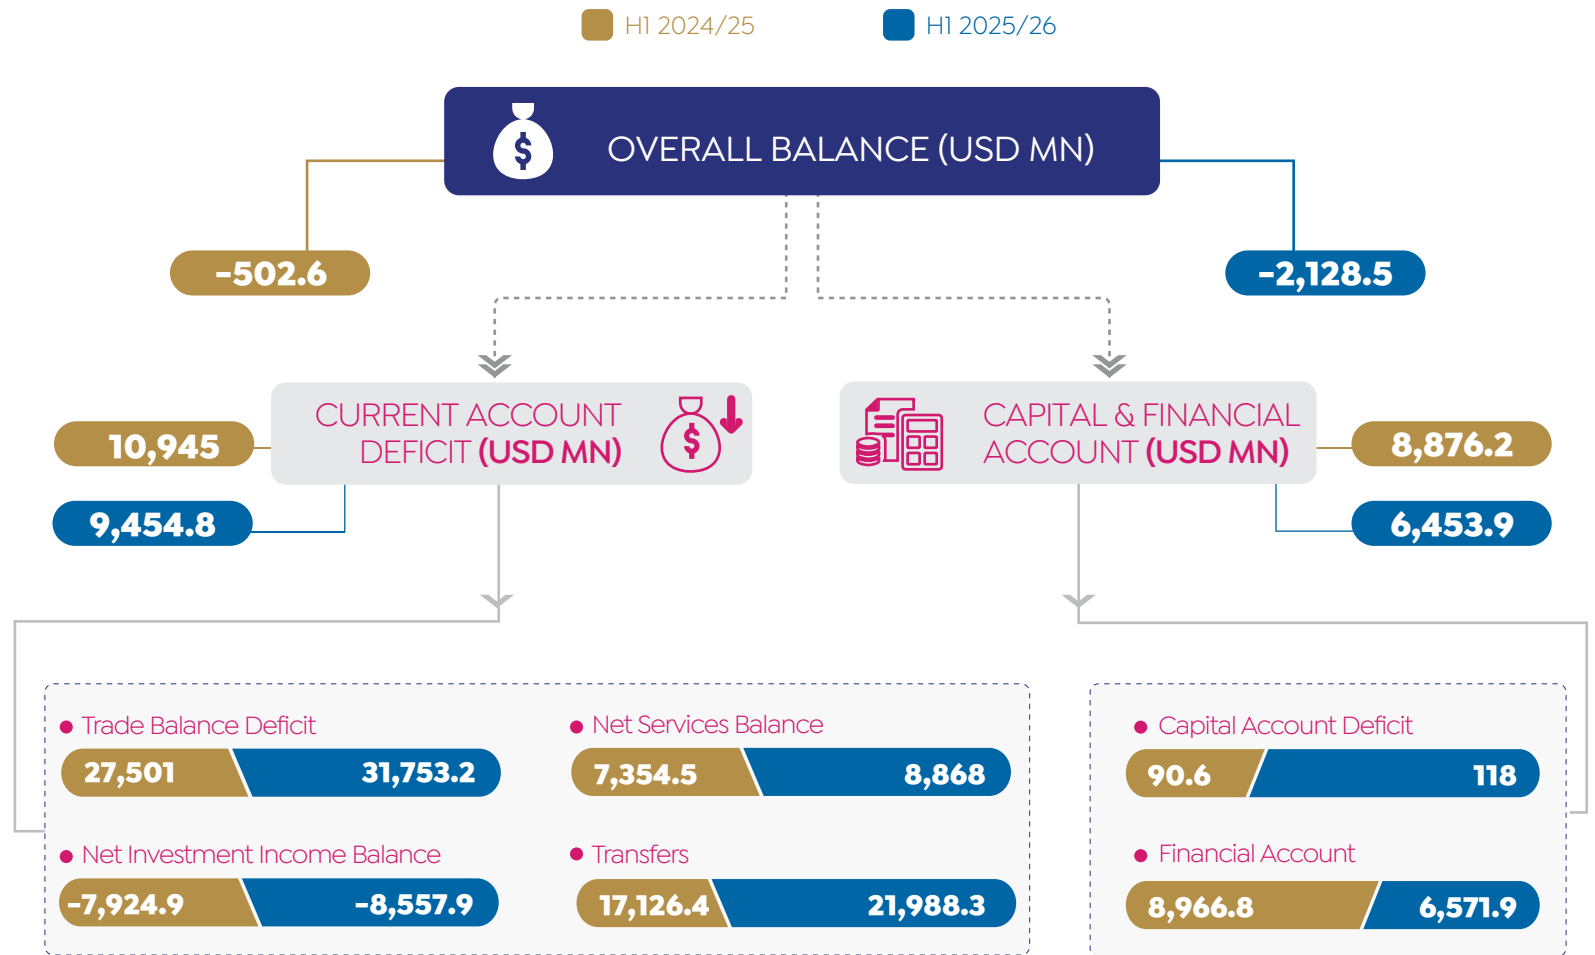 H1 2024/25
H1 2025/26
$
OVERALL BALANCE (USD MN)
-502.6
-2,128.5
CURRENT ACCOUNT
DEFICIT (USD MN)
$
10,945
9,454.8
CAPITAL & FINANCIAL
ACCOUNT (USD MN)
8,876.2
6,453.9
Trade Balance Deficit
27,501
31,753.2
Net Services Balance
7,354.5
8,868
Net Investment Income Balance
-7,924.9
-8,557.9
Transfers
17,126.4
21,988.3
Capital Account Deficit
90.6
118
Financial Account
8,966.8
6,571.9